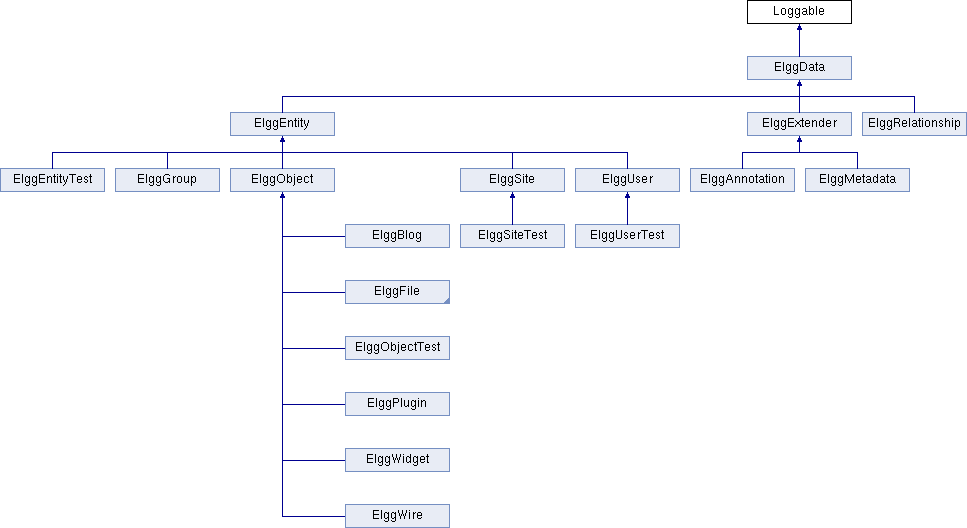 Loggable
ElggData
ElggEntity
ElggExtender
ElggRelationship
ElggEntityTest
ElggGroup
ElggObject
ElggSite
ElggUser
ElggAnnotation
ElggMetadata
ElggBlog
ElggSiteTest
ElggUserTest
ElggFile
ElggObjectTest
ElggPlugin
ElggWidget
ElggWire